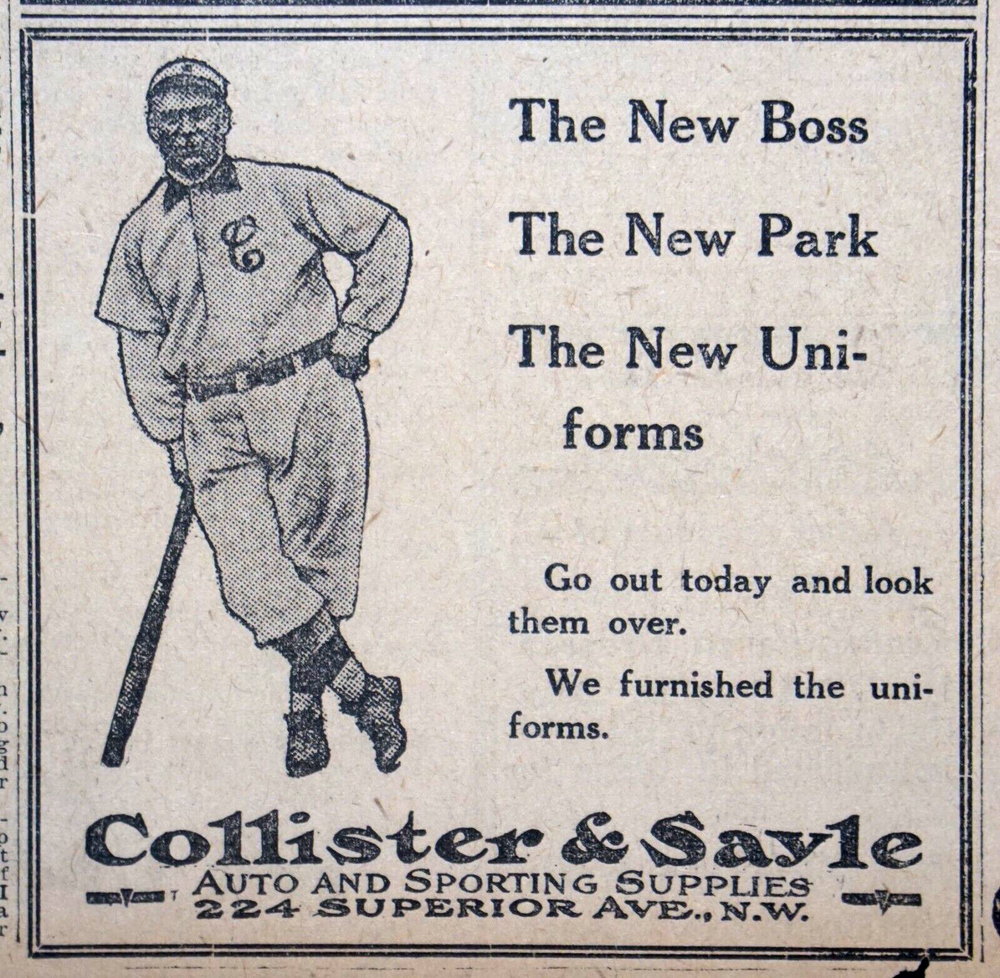 C
The New Boss
The New Park
The New Uni-
forms
Go out today and look
them over.
We furnished the uni-
forms.
Collister & Sayle
AUTO AND SPORTING SUPPLIES
224 SUPERIOR AVE., N.W.